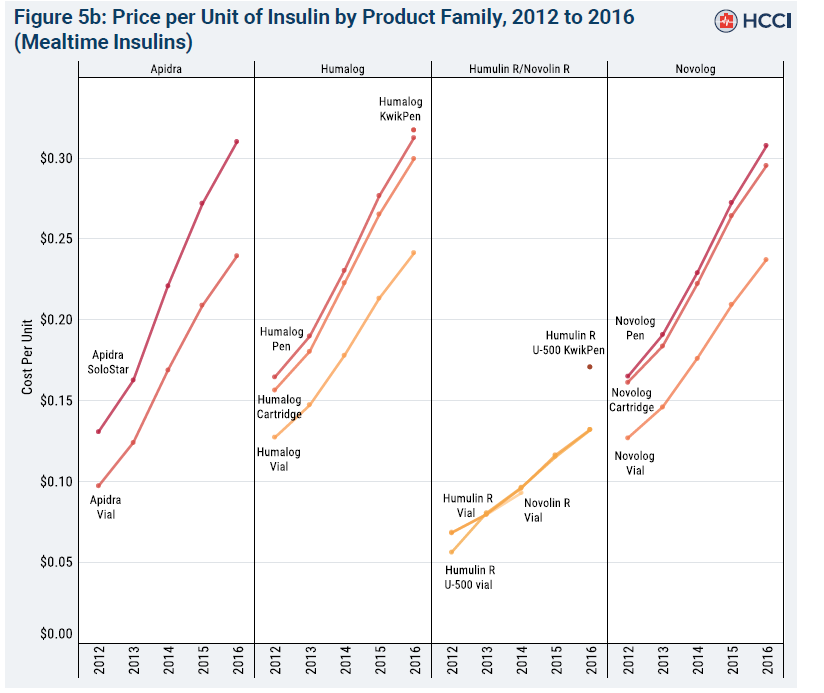 Figure 5b: Price per Unit of Insulin by Product Family, 2012 to 2016
(Mealtime Insulins)
HCCI
Apidra
Humalog
Humulin R/Novolin R
Novolog
Cost Per Unit
$0.30
$0.25
$0.20
$0.15
$0.10
$0.05
$0.00
Apidra
SoloStar
Apidra
Vial
Humalog
KwikPen
Humalog
Pen
Humalog
Cartridge
Humalog
Vial
Humulin R
U-500 KwikPen
Humulin R
Vial
Novolin R
Vial
Humulin R
U-500 vial
Novolog
Pen
Novolog
Cartridge
Novolog
Vial
2012 2013 2014 2015 2016
2012 2013 2014 2015 2016
2012 2013 2014 2015 2016
2012 2013 2014 2015 2016